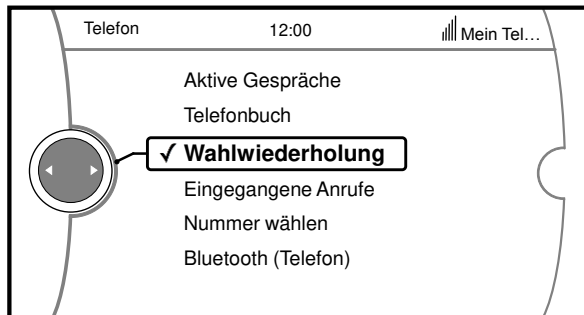 Telefon 12:00 Mein Tel...
Aktive Gespräche
Telefonbuch
✓ Wahlwiederholung
Eingegangene Anrufe
Nummer wählen
Bluetooth (Telefon)